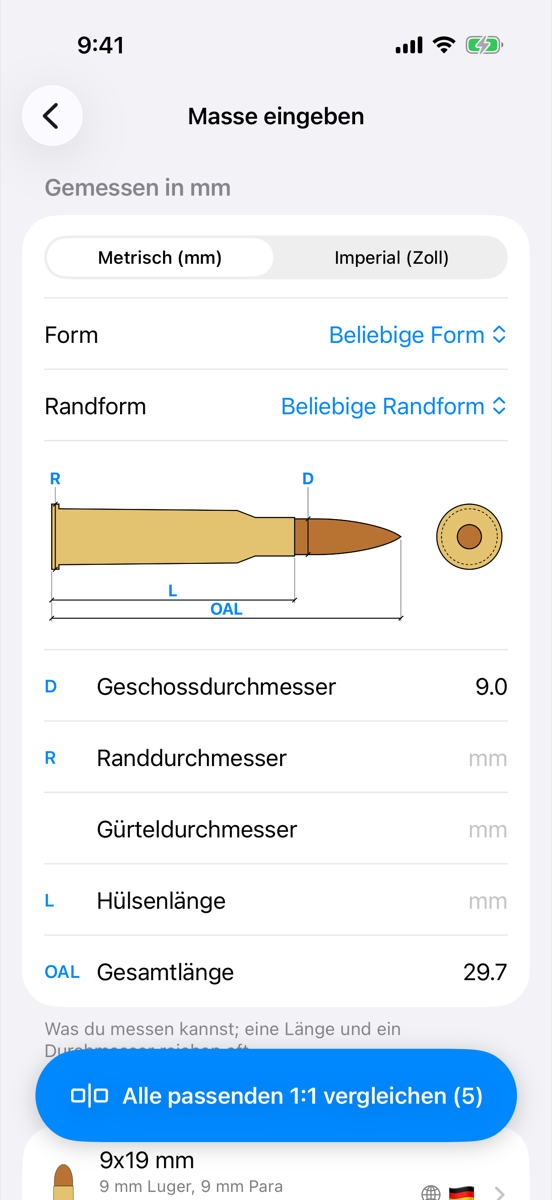 9:41
Masse eingeben
Gemessen in mm
Metrisch (mm)
Imperial (Zoll)
Form
Beliebige Form
Randform
Beliebige Randform
R
D
L
OAL
D Geschossdurchmesser 9.0
R Randdurchmesser mm
Gürteldurchmesser mm
L Hülsenlänge mm
OAL Gesamtlänge 29.7
Was du messen kannst; eine Länge und ein
Alle passenden 1:1 vergleichen (5)
9x19 mm
9 mm Luger, 9 mm Para